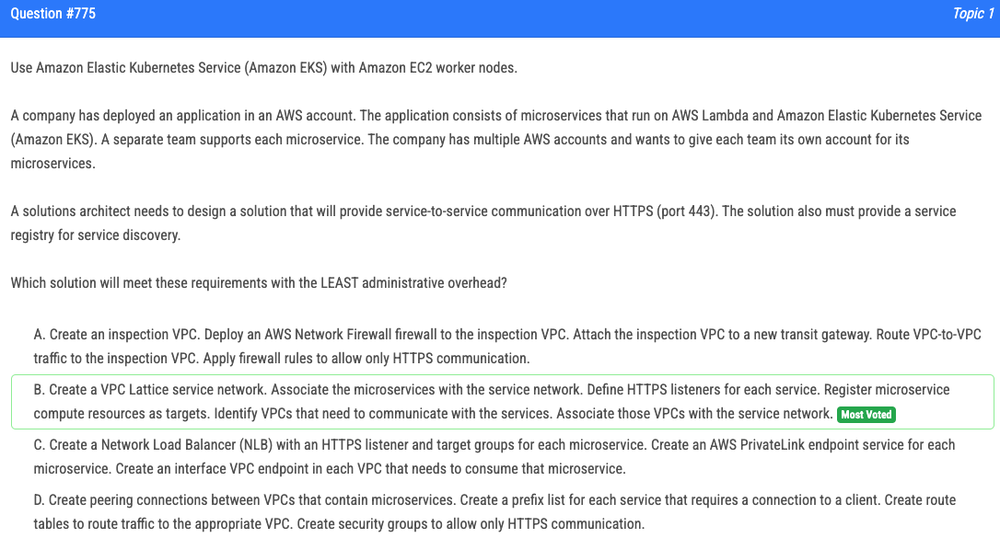 Question #775
Topic 1
Use Amazon Elastic Kubernetes Service (Amazon EKS) with Amazon EC2 worker nodes.
A company has deployed an application in an AWS account. The application consists of microservices that run on AWS Lambda and Amazon Elastic Kubernetes Service
(Amazon EKS). A separate team supports each microservice. The company has multiple AWS accounts and wants to give each team its own account for its
microservices.
A solutions architect needs to design a solution that will provide service-to-service communication over HTTPS (port 443). The solution also must provide a service
registry for service discovery.
Which solution will meet these requirements with the LEAST administrative overhead?
A. Create an inspection VPC. Deploy an AWS Network Firewall firewall to the inspection VPC. Attach the inspection VPC to a new transit gateway. Route VPC-to-VPC
traffic to the inspection VPC. Apply firewall rules to allow only HTTPS communication.
B. Create a VPC Lattice service network. Associate the microservices with the service network. Define HTTPS listeners for each service. Register microservice
compute resources as targets. Identify VPCs that need to communicate with the services. Associate those VPCs with the service network. Most Voted
C. Create a Network Load Balancer (NLB) with an HTTPS listener and target groups for each microservice. Create an AWS PrivateLink endpoint service for each
microservice. Create an interface VPC endpoint in each VPC that needs to consume that microservice.
D. Create peering connections between VPCs that contain microservices. Create a prefix list for each service that requires a connection to a client. Create route
tables to route traffic to the appropriate VPC. Create security groups to allow only HTTPS communication.